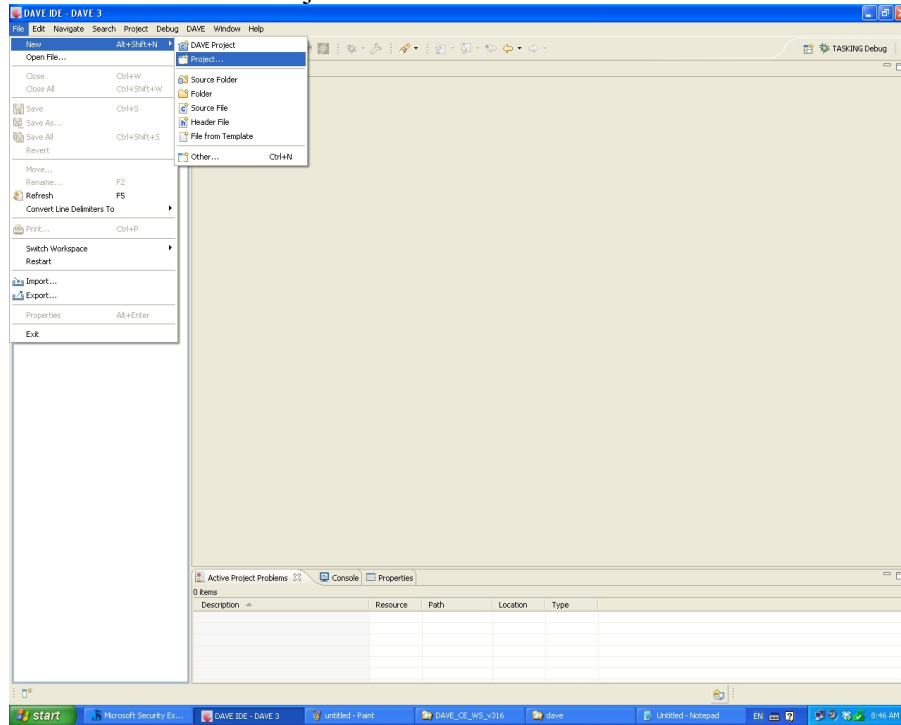 DAVE IDE - DAVE 3
File Edit Navigate Search Project Debug DAVE Window Help
New Alt+Shift+N
Open File...
Close Ctrl+W
Close All Ctrl+Shift+W
Save Ctrl+S
Save As...
Save All Ctrl+Shift+S
Revert
Move...
Rename... F2
Refresh F5
Convert Line Delimiters To
Print... Ctrl+P
Switch Workspace
Restart
Import...
Export...
Properties Alt+Enter
Exit
DAVE Project
Project...
Source Folder
Folder
Source File
Header File
File from Template
Other... Ctrl+N
TASKING Debug
Active Project Problems Console Properties
0 items
Description Resource Path Location Type
start Microsoft Security Es... DAVE IDE - DAVE 3 untitled - Paint DAVE_CE_WS_v316 dave Untitled - Notepad EN 8:46 AM